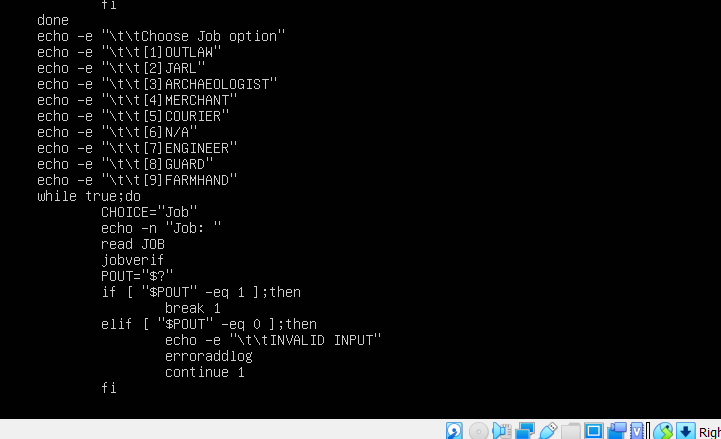 fi
done
echo -e "\t\tChoose Job option"
echo -e "\t\t[1]OUTLAW"
echo -e "\t\t[2]JARL"
echo -e "\t\t[3]ARCHAEOLOGIST"
echo -e "\t\t[4]MERCHANT"
echo -e "\t\t[5]COURIER"
echo -e "\t\t[6]N/A"
echo -e "\t\t[7]ENGINEER"
echo -e "\t\t[8]GUARD"
echo -e "\t\t[9]FARMHAND"
while true;do
CHOICE="Job"
echo -n "Job: "
read JOB
jobverif
POUT="$?"
if [ "$POUT" -eq 1 ];then
break 1
elif [ "$POUT" -eq 0 ];then
echo -e "\t\tINVALID INPUT"
erroraddlog
continue 1
fi
Righ